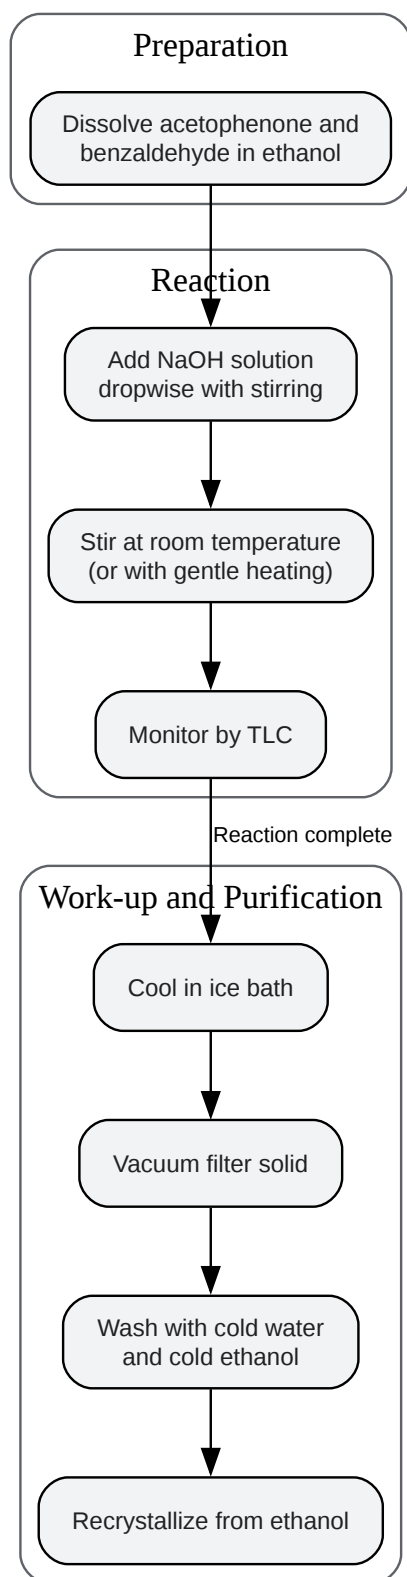 Preparation
Dissolve acetophenone and
benzaldehyde in ethanol
Reaction
Add NaOH solution
dropwise with stirring
Stir at room temperature
(or with gentle heating)
Monitor by TLC
Reaction complete
Work-up and Purification
Cool in ice bath
Vacuum filter solid
Wash with cold water
and cold ethanol
Recrystallize from ethanol